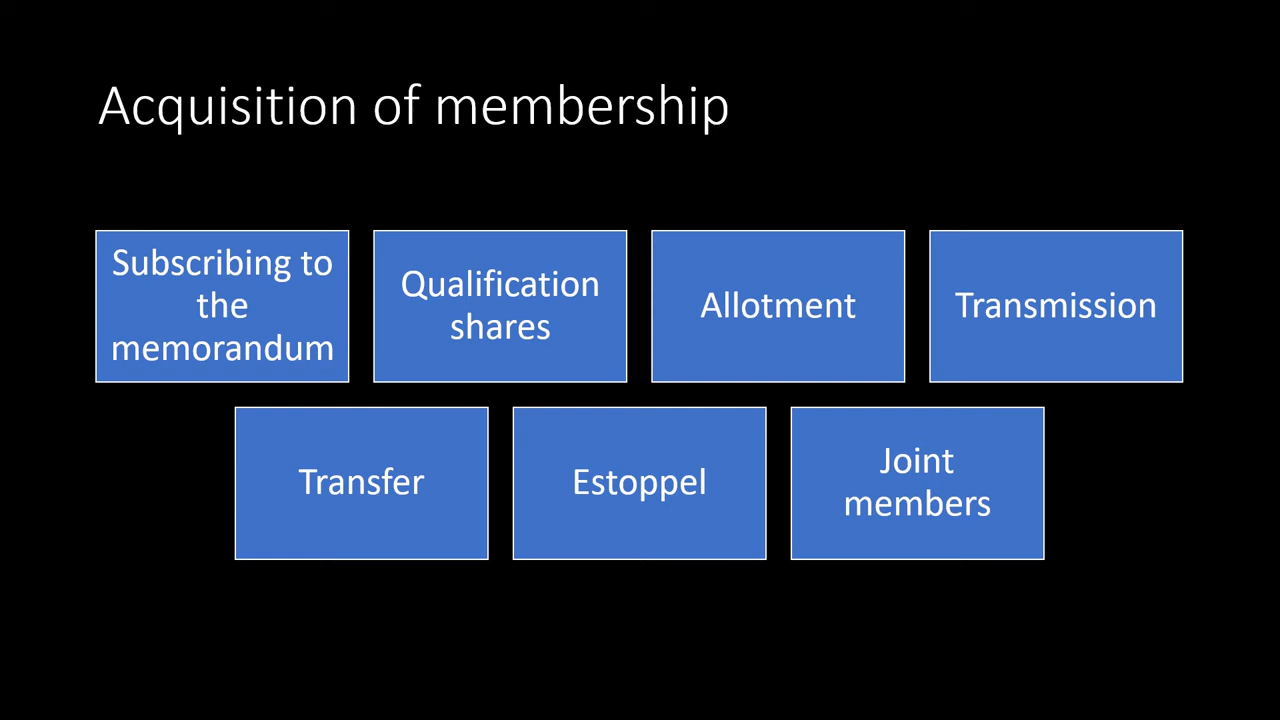 Acquisition of membership
Subscribing to
the
memorandum
Qualification
shares
Allotment
Transmission
Transfer
Estoppel
Joint
members